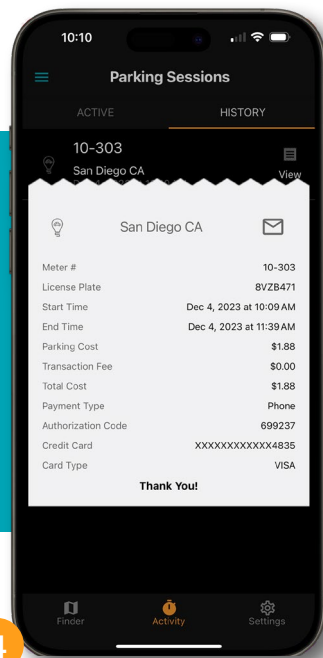 10:10
Parking Sessions
ACTIVE HISTORY
10-303
San Diego CA
View
San Diego CA
Meter # 10-303
License Plate 8VZB471
Start Time Dec 4, 2023 at 10:09 AM
End Time Dec 4, 2023 at 11:39 AM
Parking Cost $1.88
Transaction Fee $0.00
Total Cost $1.88
Payment Type Phone
Authorization Code 699237
Credit Card XXXXXXXXXXXX4835
Card Type VISA
Thank You!
Finder Activity Settings
4